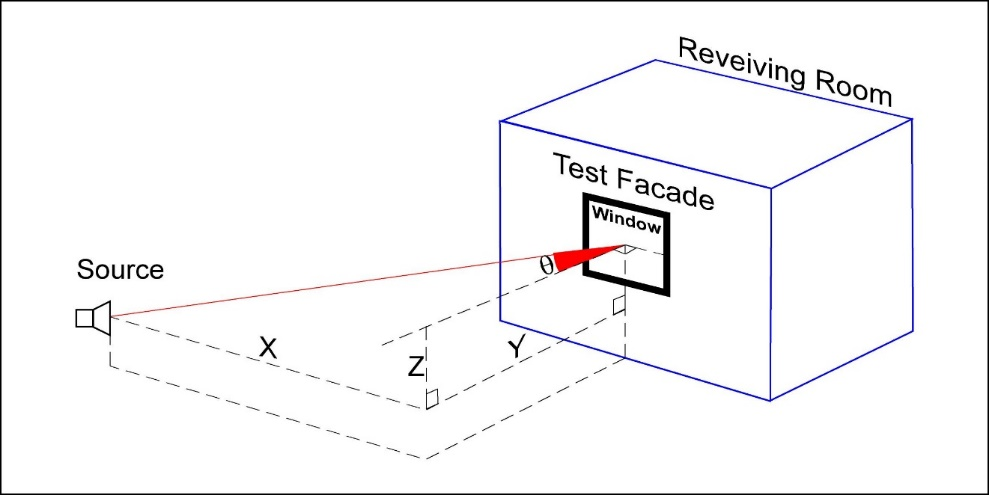 Reveiving Room
Test Facade
Window
Source
θ
X
Y
Z